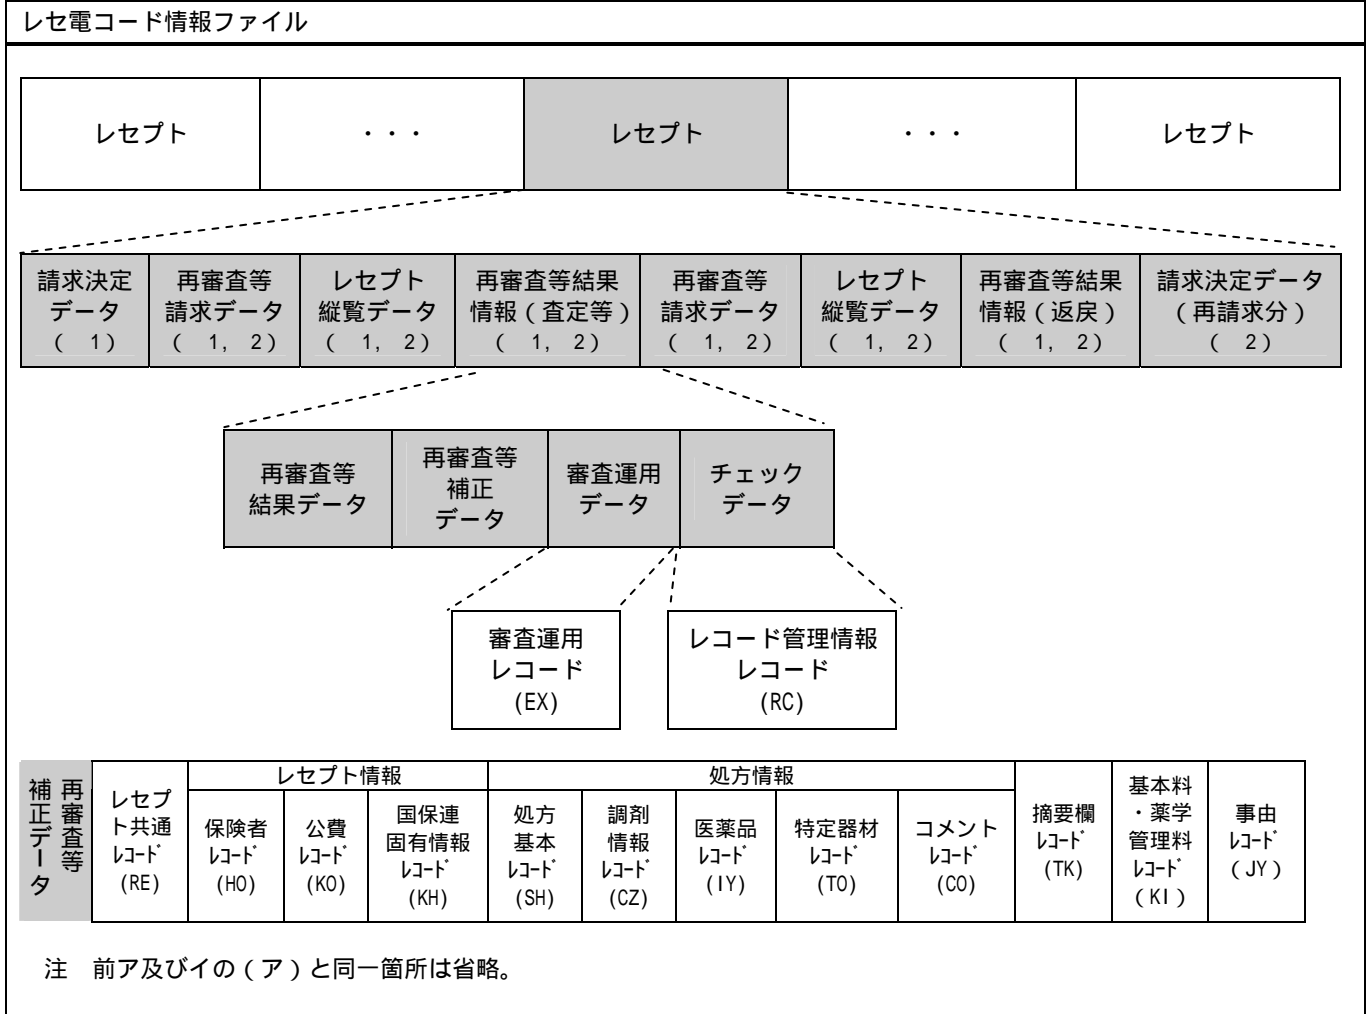 レセ電コード情報ファイル
レセプト
・・・
レセプト
・・・
レセプト
請求決定
データ
( 1)
再審査等
請求データ
( 1, 2)
レセプト
縦覧データ
( 1, 2)
再審査等結果
情報(査定等)
( 1, 2)
再審査等
請求データ
( 1, 2)
レセプト
縦覧データ
( 1, 2)
再審査等結果
情報(返戻)
( 1, 2)
請求決定データ
(再請求分)
( 2)
再審査等
結果データ
再審査等
補正
データ
審査運用
データ
チェック
データ
審査運用
レコード
(EX)
レコード管理情報
レコード
(RC)
再審査等
補正データ
レセプ
ト共通
ﾚｺｰﾄﾞ
(RE)
レセプト情報
保険者
ﾚｺｰﾄﾞ
(HO)
公費
ﾚｺｰﾄﾞ
(KO)
国保連
固有情報
ﾚｺｰﾄﾞ
(KH)
処方情報
処方
基本
ﾚｺｰﾄﾞ
(SH)
調剤
情報
ﾚｺｰﾄﾞ
(CZ)
医薬品
ﾚｺｰﾄﾞ
(IY)
特定器材
ﾚｺｰﾄﾞ
(TO)
コメント
ﾚｺｰﾄﾞ
(CO)
摘要欄
ﾚｺｰﾄﾞ
(TK)
基本料
・薬学
管理料
ﾚｺｰﾄﾞ
(KI)
事由
ﾚｺｰﾄﾞ
(JY)
注 前ア及びイの(ア)と同一箇所は省略。